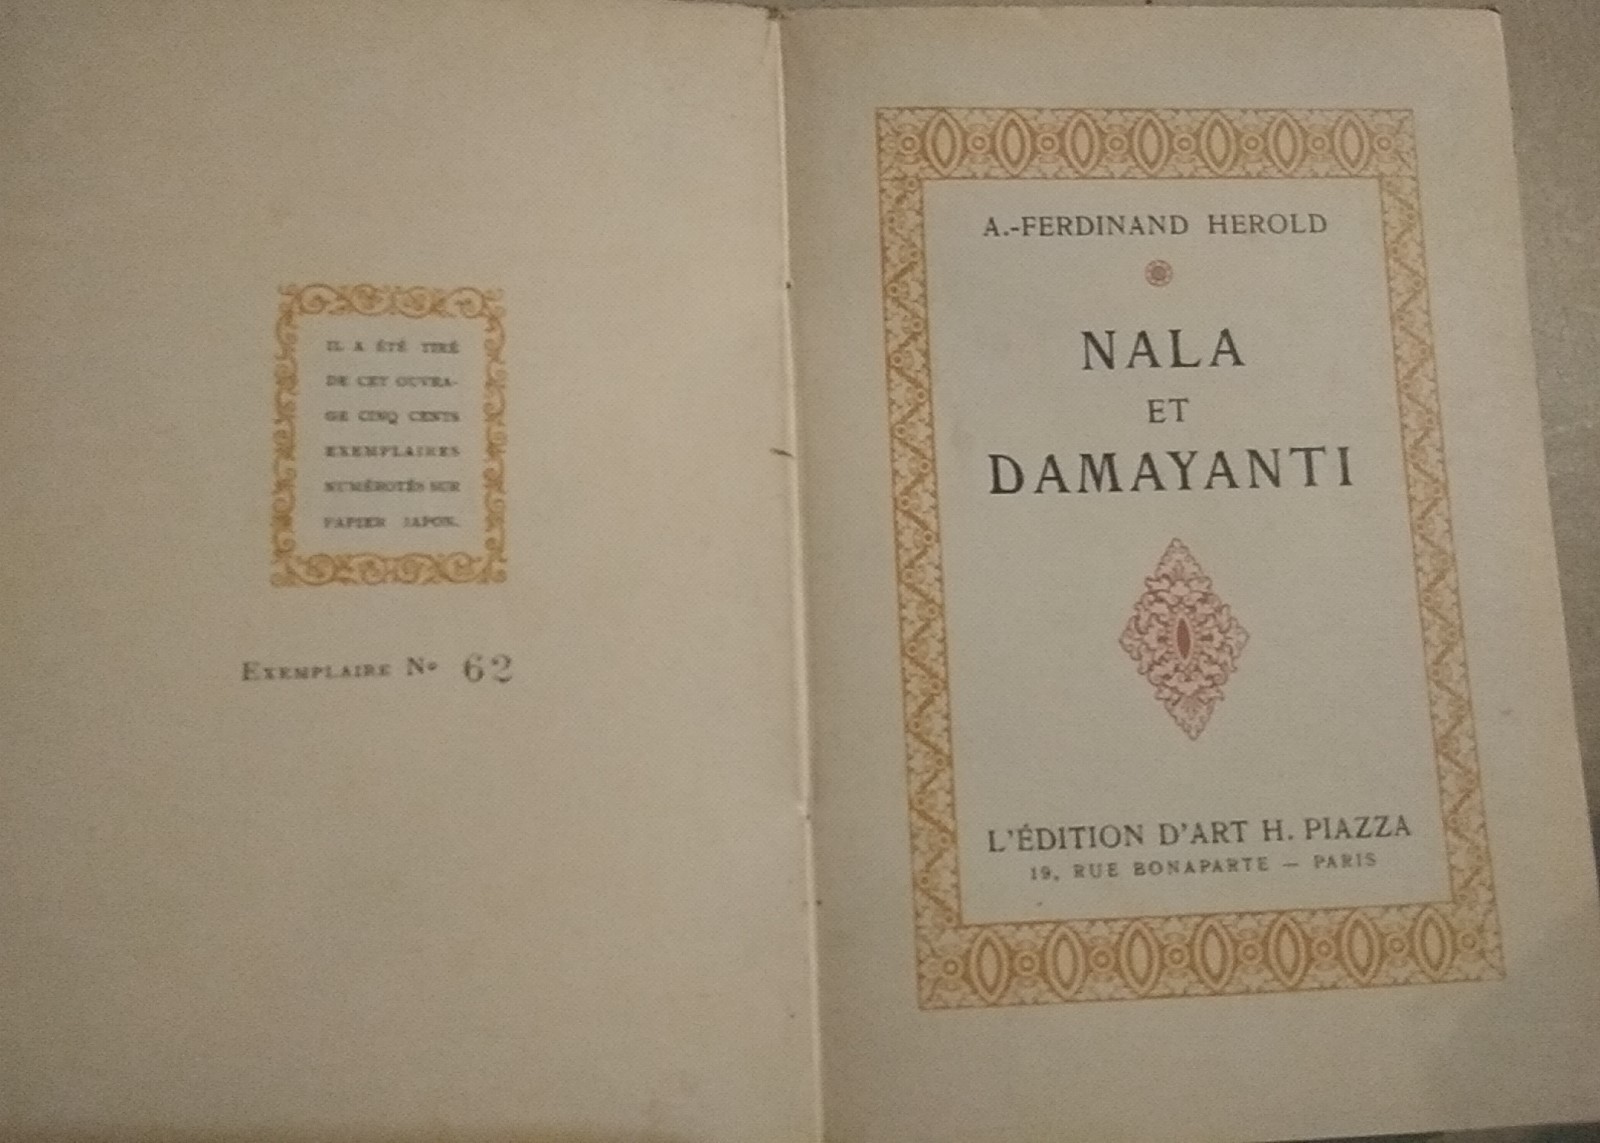 IL A ÉTÉ TIRÉ
DE CET OUVRA-
GE CINQ CENTS
EXEMPLAIRES
NUMÉROTÉS SUR
PAPIER JAPON.
EXEMPLAIRE No 62
A.-FERDINAND HEROLD
NALA
ET
DAMAYANTI
L'ÉDITION D'ART H. PIAZZA
19, RUE BONAPARTE — PARIS